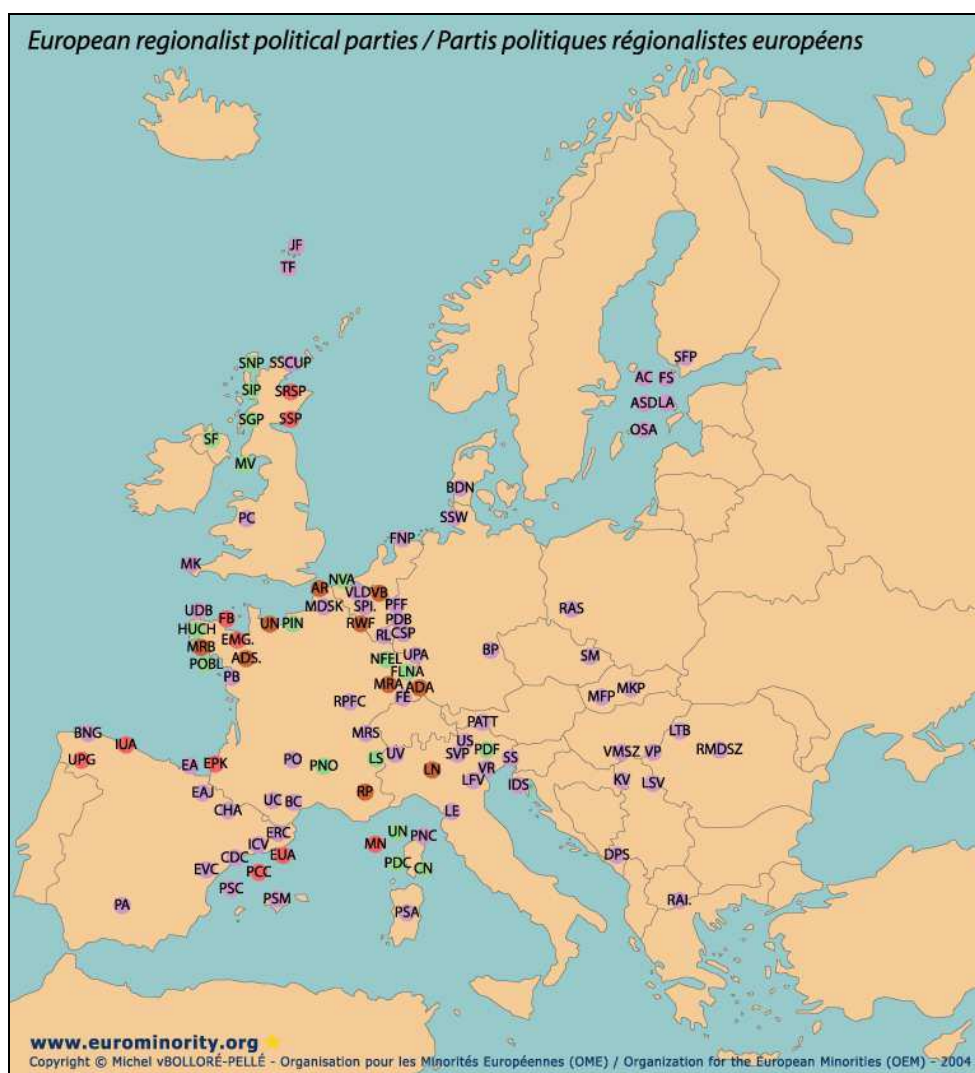 European regionalist political parties / Partis politiques régionalistes européens
JF
TF
SNP SSCUP
SFP
SIP SRSP
AC FS
SGP SSP
ASD LA
SF
OSA
MV
BDN
PC
SSW
FNP
MK
NVA
AR VLD VB
MDSK SPI. PFF
UDB FB
RAS
UN PIN RWF PDB
HUCH
RL CSP
MRB EMG.
BP SM
ADS. NFEL UPA
POBL
FLNA
PB
MRA ADA
MFP MKP
RPFC FE
PATT
BNG
MRS
LTB
IUA
US
UPG
LS UV SVP PDF SS
VMSZ VP RMDSZ
EA EPK
PO PNO
LN VR
LFV IDS
KV LSV
EAJ
RP
UC BC
CHA
LE
ERC
UN PNC
ICV
MN
CDC EUA
DPS
EVC PCC
PDC CN
PSC
PSM
PA
PSA
RAI.
www.eurominority.org
Copyright © Michel vBOLLORÉ-PELLÉ - Organisation pour les Minorités Européennes (OME) / Organization for the European Minorities (OEM) - 2004